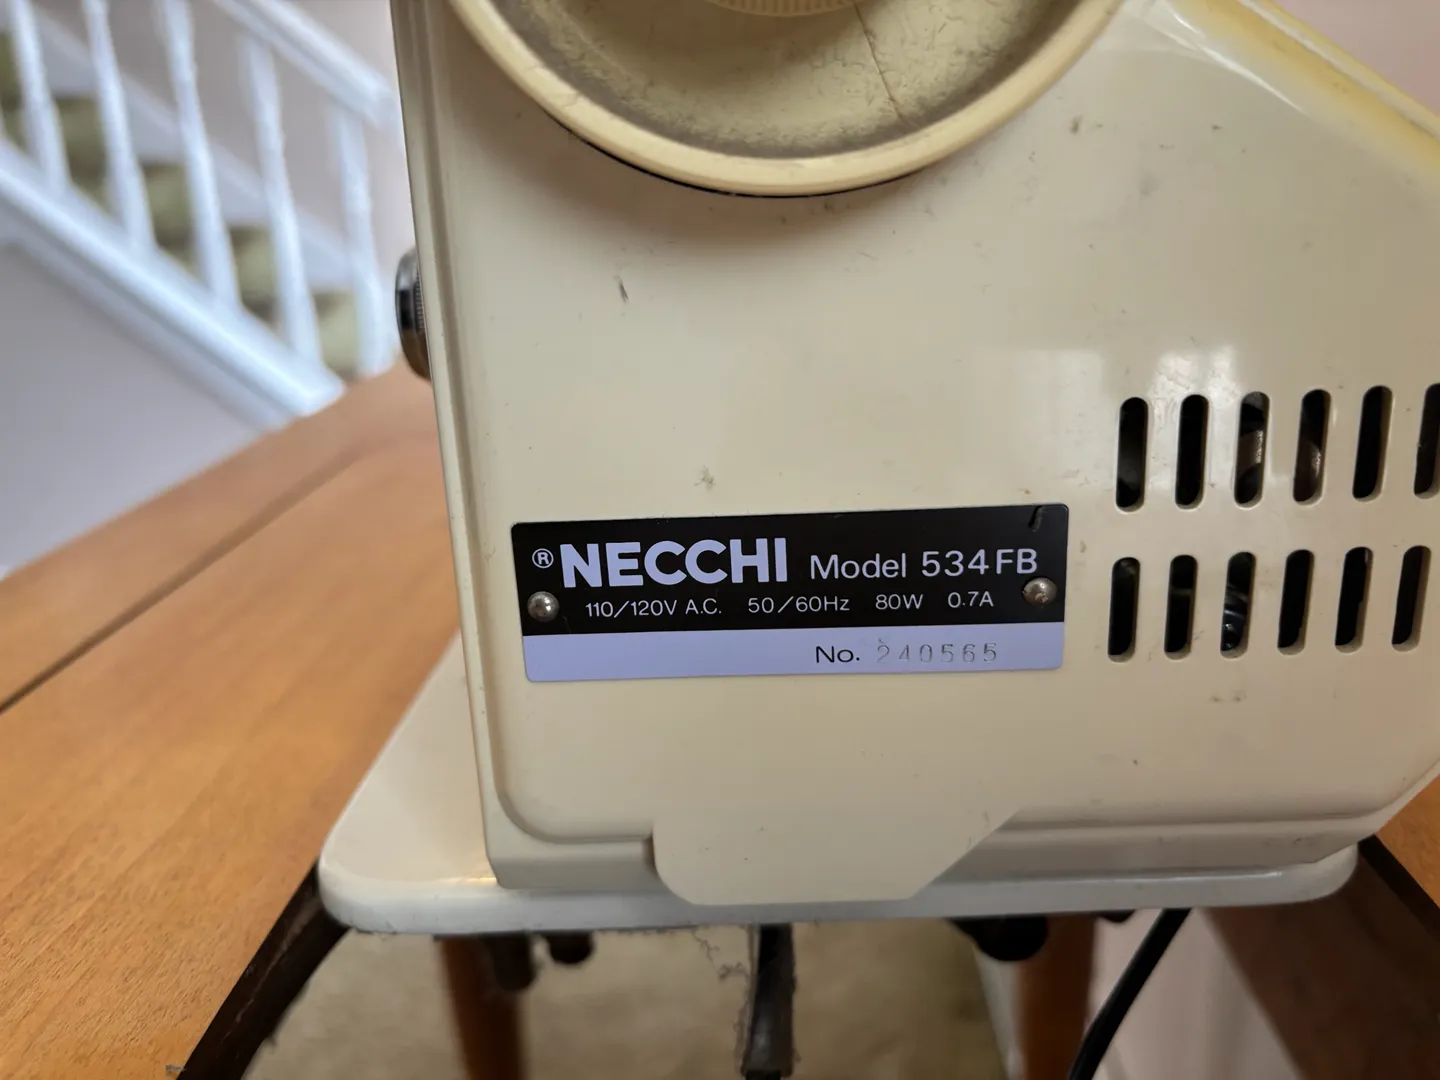 ® NECCHI Model 534FB
110/120V A.C. 50/60Hz 80W 0.7A
No. 240565